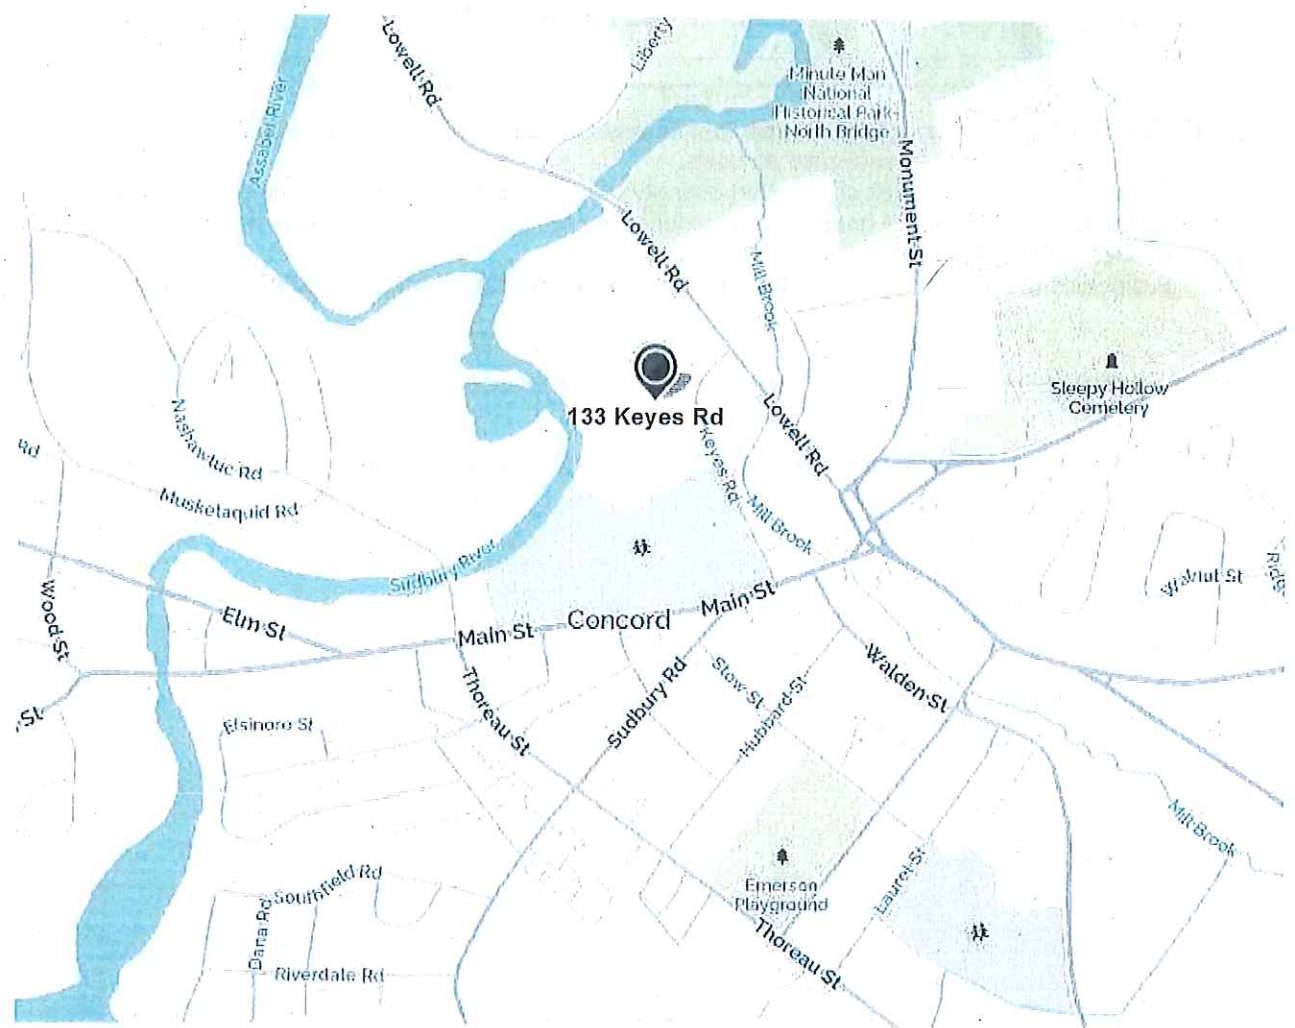 Lowell Rd
Liberty
Assabet River
Minute Man
National
Historical Park-
North Bridge
Monument St
Lowell Rd
Mill Brook
Sleepy Hollow
Cemetery
133 Keyes Rd
Lowell Rd
Keyes Rd
Nashawtuc Rd
Rd
Musketaquid Rd
Mill Brook
Sudbury River
Walnut St
Ridge
Wood St
Elm St
Main St
Concord
Main St
Thoreau St
Sudbury Rd
Stow St
Hubbard St
Walden St
St
Elsinore St
Mill Brook
Southfield Rd
Dana Rd
Riverdale Rd
Emerson
Playground
Laurel St
Thoreau St